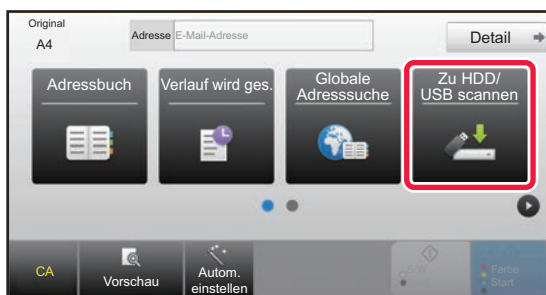 Original
A4
Adresse E-Mail-Adresse
Detail
Adressbuch
Verlauf wird ges.
Globale
Adresssuche
Zu HDD/
USB scannen
CA
Vorschau
Autom.
einstellen
Farbe
Start